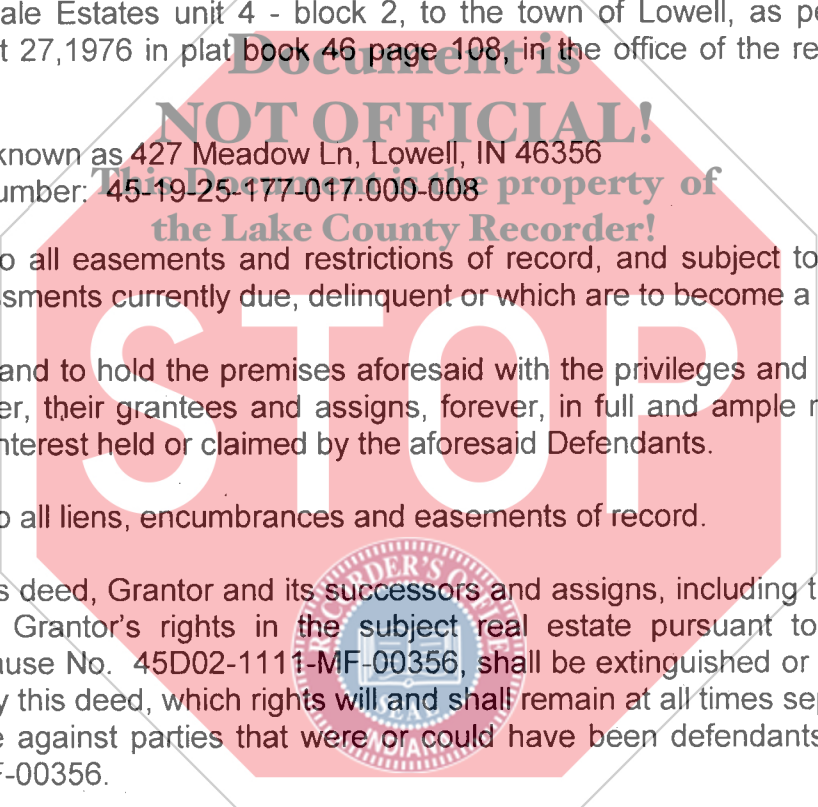 ale Estates unit 4 - block 2, to the town of Lowell, as pe
t 27,1976 in plat book 46 page 108, in the office of the re
Document is
NOT OFFICIAL!
known as 427 Meadow Ln, Lowell, IN 46356
umber: 45-19-25-177-017.000-008
This Document is the property of
the Lake County Recorder!
o all easements and restrictions of record, and subject to
ssments currently due, delinquent or which are to become a
STOP
and to hold the premises aforesaid with the privileges and
er, their grantees and assigns, forever, in full and ample
nterest held or claimed by the aforesaid Defendants.
o all liens, encumbrances and easements of record.
s deed, Grantor and its successors and assigns, including t
Grantor's rights in the subject real estate pursuant to
ause No. 45D02-1111-MF-00356, shall be extinguished or
y this deed, which rights will and shall remain at all times sep
e against parties that were or could have been defendants
F-00356.
RECORDER'S OFFICE
SEAL
INDIANA